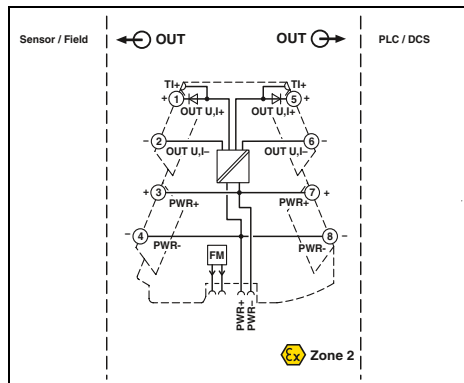 Sensor / Field
OUT
OUT
PLC / DCS
TI+
TI+
+ 1
5 +
OUT U,I+
OUT U,I+
– 2
6 –
OUT U,I–
OUT U,I–
+ 3
7 +
PWR+
PWR+
– 4
8 –
PWR-
PWR-
FM
PWR+
PWR–
Ex Zone 2